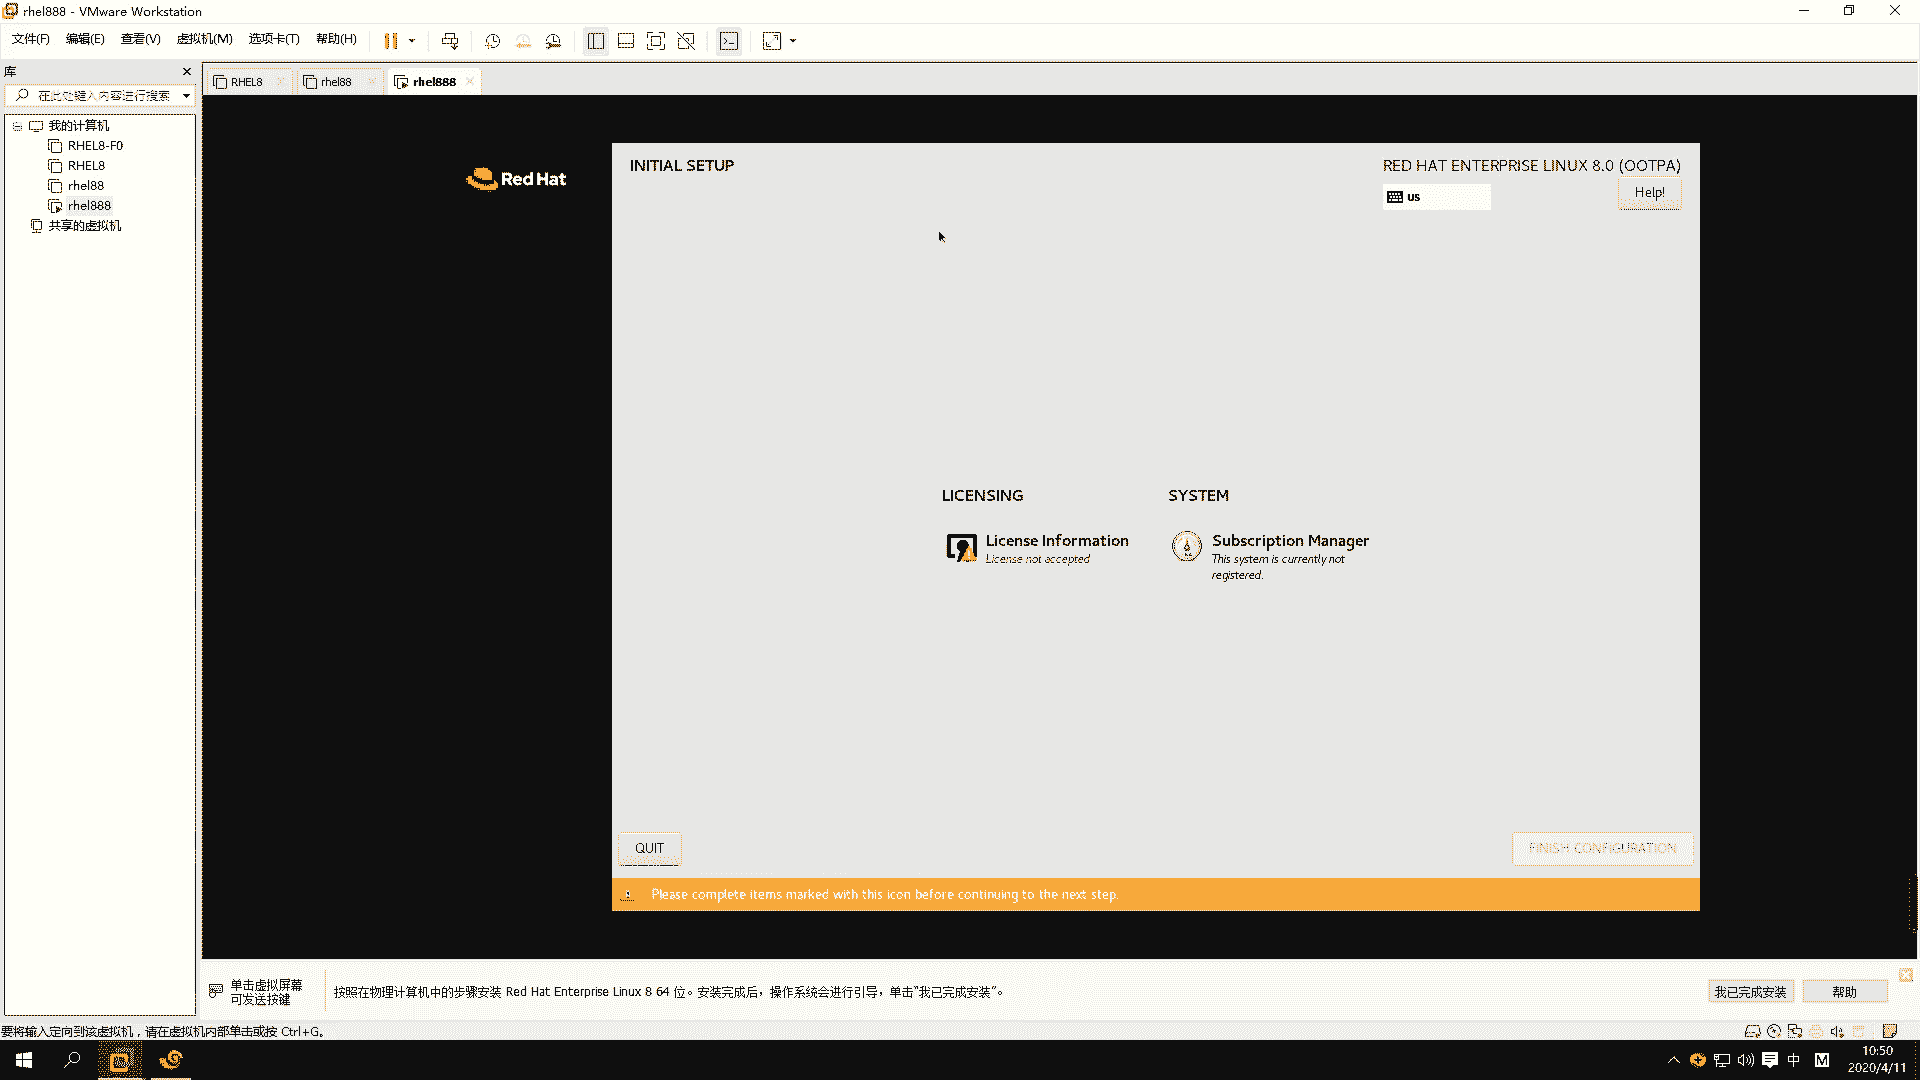 rhel888 - VMware Workstation
文件(F) 编辑(E) 查看(V) 虚拟机(M) 选项卡(T) 帮助(H)
库
在此处键入内容进行搜索
我的计算机
RHEL8-F0
RHEL8
rhel88
rhel888
共享的虚拟机
RHEL8 rhel88 rhel888
Red Hat
INITIAL SETUP
RED HAT ENTERPRISE LINUX 8.0 (OOTPA)
us
Help!
LICENSING
License Information
License not accepted
SYSTEM
Subscription Manager
This system is currently not
registered.
QUIT
FINISH CONFIGURATION
Please complete items marked with this icon before continuing to the next step.
单击虚拟屏幕
可发送按键
按照在物理计算机中的步骤安装 Red Hat Enterprise Linux 8 64 位。安装完成后，操作系统会进行引导，单击“我已完成安装”。
我已完成安装
帮助
要将输入定向到该虚拟机，请在虚拟机内部单击或按 Ctrl+G。
中
M
10:50
2020/4/11